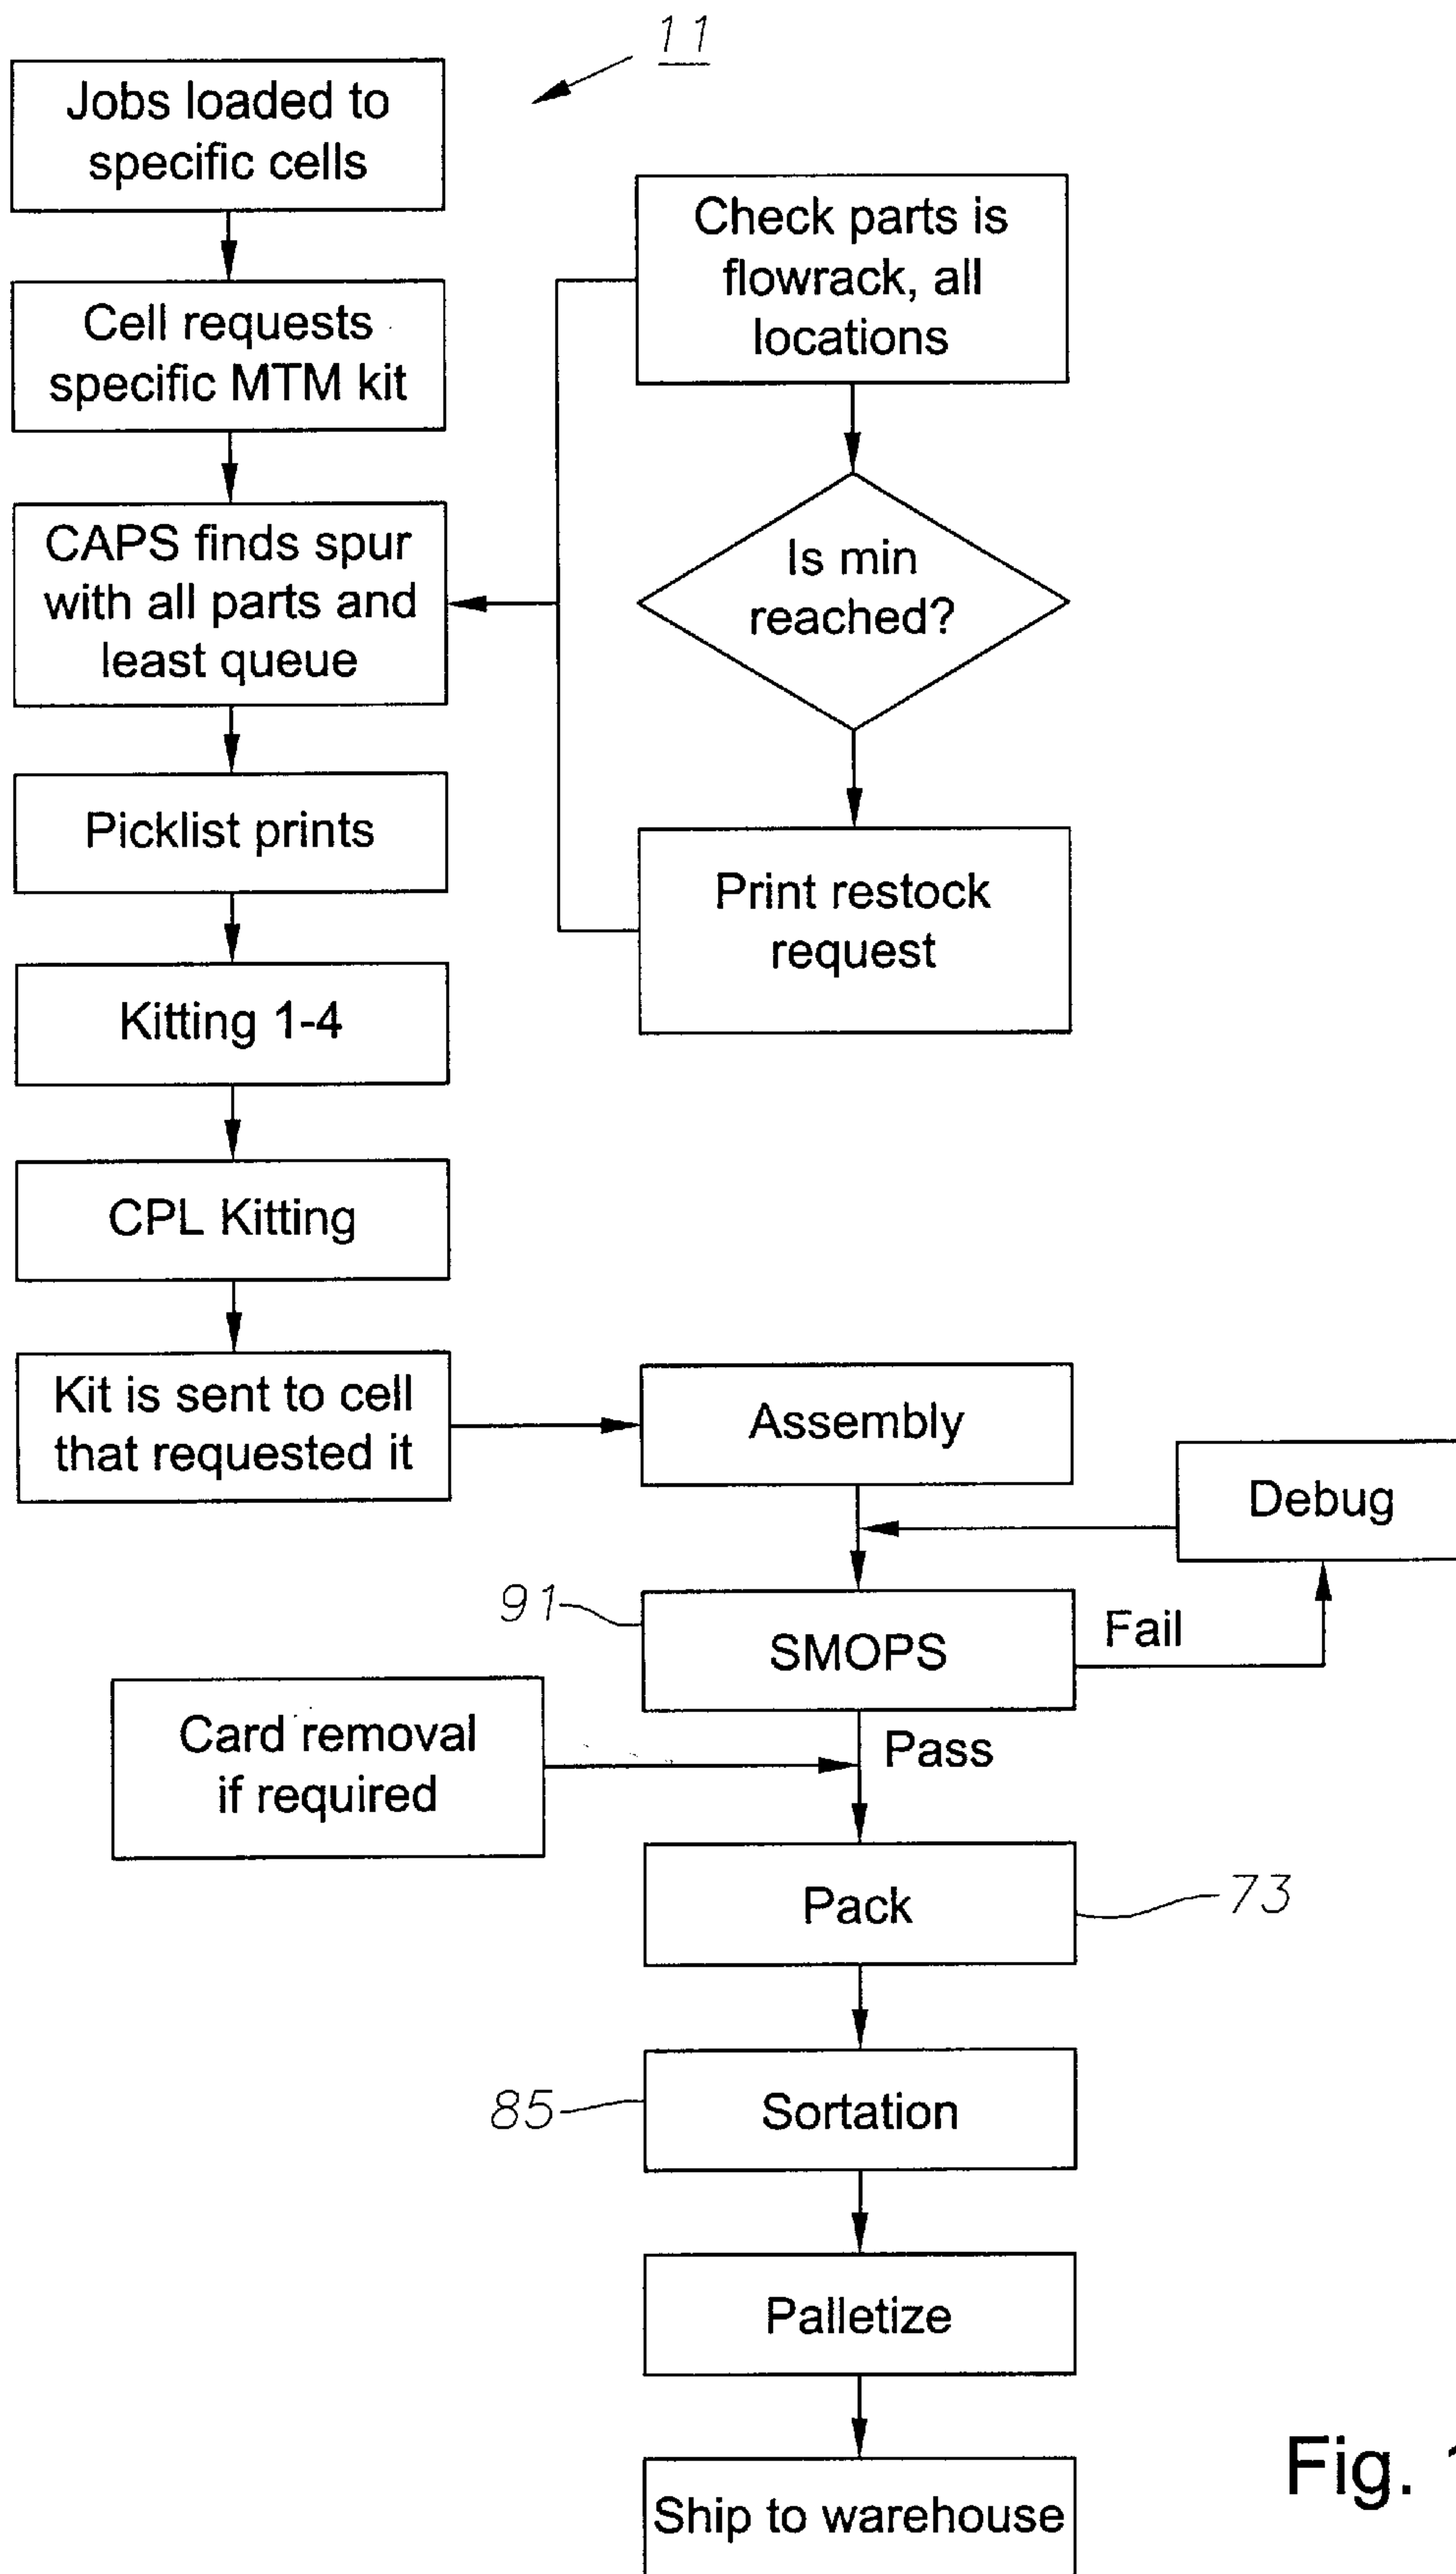 11
Jobs loaded to
specific cells
Cell requests
specific MTM kit
CAPS finds spur
with all parts and
least queue
Picklist prints
Kitting 1-4
CPL Kitting
Kit is sent to cell
that requested it
Check parts is
flowrack, all
locations
Is min
reached?
Print restock
request
Assembly
Debug
91
SMOPS
Fail
Card removal
if required
Pass
Pack
73
85
Sortation
Palletize
Ship to warehouse
Fig. 1